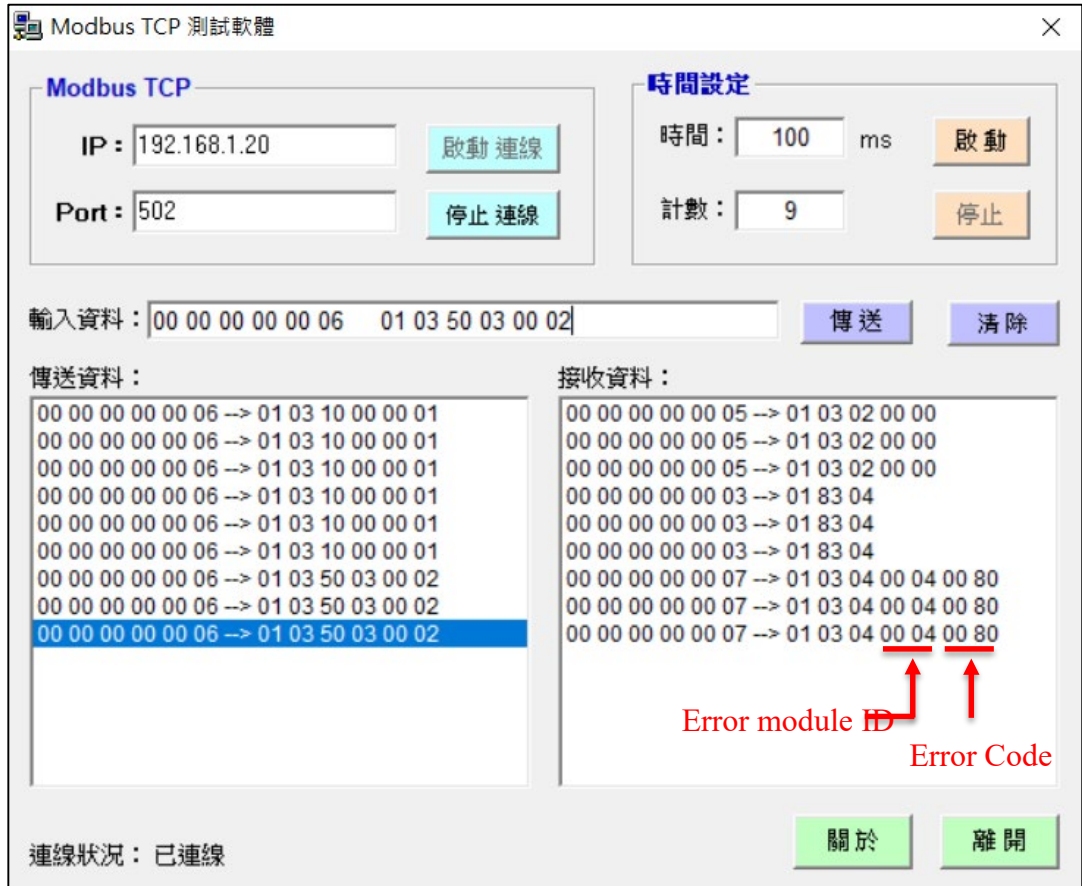 Modbus TCP 測試軟體
Modbus TCP
IP： 192.168.1.20 啟動 連線
Port： 502 停止 連線
時間設定
時間： 100 ms 啟 動
計數： 9 停止
輸入資料： 00 00 00 00 00 06 01 03 50 03 00 02 傳 送 清 除
傳送資料：
00 00 00 00 00 06 --> 01 03 10 00 00 01
00 00 00 00 00 06 --> 01 03 10 00 00 01
00 00 00 00 00 06 --> 01 03 10 00 00 01
00 00 00 00 00 06 --> 01 03 10 00 00 01
00 00 00 00 00 06 --> 01 03 10 00 00 01
00 00 00 00 00 06 --> 01 03 10 00 00 01
00 00 00 00 00 06 --> 01 03 50 03 00 02
00 00 00 00 00 06 --> 01 03 50 03 00 02
00 00 00 00 00 06 --> 01 03 50 03 00 02
接收資料：
00 00 00 00 00 05 --> 01 03 02 00 00
00 00 00 00 00 05 --> 01 03 02 00 00
00 00 00 00 00 05 --> 01 03 02 00 00
00 00 00 00 00 03 --> 01 83 04
00 00 00 00 00 03 --> 01 83 04
00 00 00 00 00 03 --> 01 83 04
00 00 00 00 00 07 --> 01 03 04 00 04 00 80
00 00 00 00 00 07 --> 01 03 04 00 04 00 80
00 00 00 00 00 07 --> 01 03 04 00 04 00 80
Error module ID
Error Code
連線狀況： 已連線
關 於 離 開